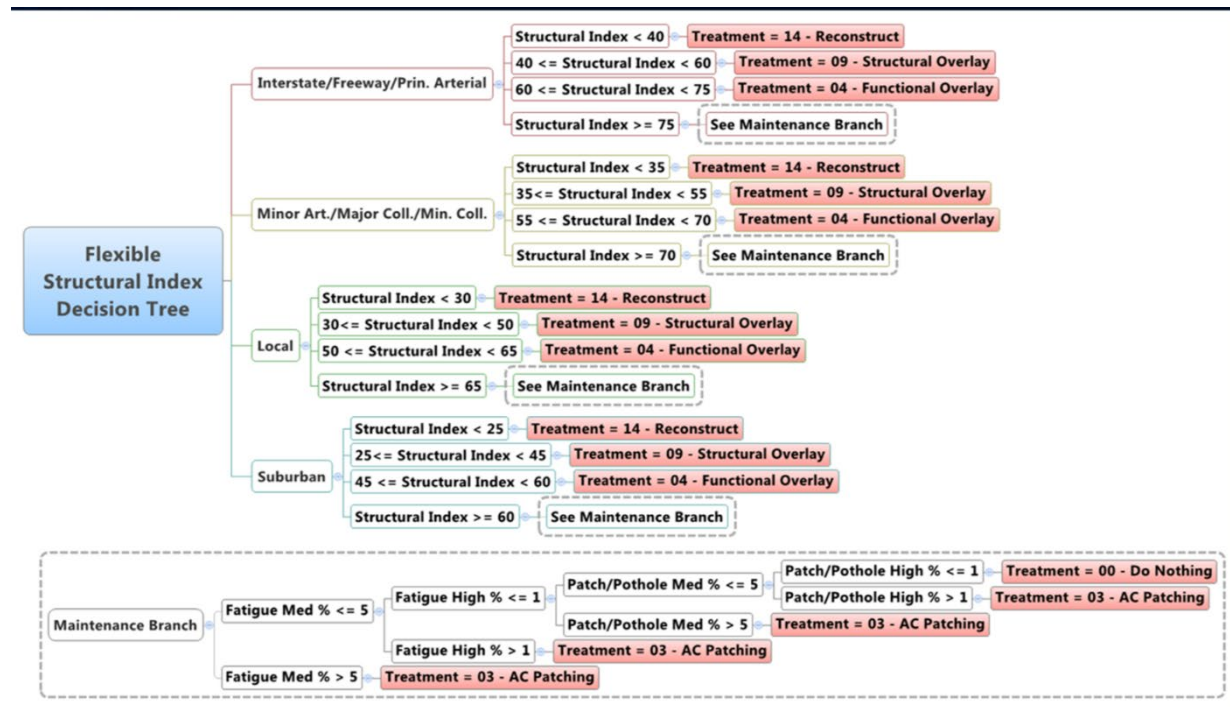 Flexible
Structural Index
Decision Tree
Interstate/Freeway/Prin. Arterial
Structural Index < 40
Treatment = 14 - Reconstruct
40 <= Structural Index < 60
Treatment = 09 - Structural Overlay
60 <= Structural Index < 75
Treatment = 04 - Functional Overlay
Structural Index >= 75
See Maintenance Branch
Minor Art./Major Coll./Min. Coll.
Structural Index < 35
Treatment = 14 - Reconstruct
35<= Structural Index < 55
Treatment = 09 - Structural Overlay
55 <= Structural Index < 70
Treatment = 04 - Functional Overlay
Structural Index >= 70
See Maintenance Branch
Local
Structural Index < 30
Treatment = 14 - Reconstruct
30<= Structural Index < 50
Treatment = 09 - Structural Overlay
50 <= Structural Index < 65
Treatment = 04 - Functional Overlay
Structural Index >= 65
See Maintenance Branch
Suburban
Structural Index < 25
Treatment = 14 - Reconstruct
25<= Structural Index < 45
Treatment = 09 - Structural Overlay
45 <= Structural Index < 60
Treatment = 04 - Functional Overlay
Structural Index >= 60
See Maintenance Branch
Maintenance Branch
Fatigue Med % <= 5
Fatigue High % <= 1
Patch/Pothole Med % <= 5
Patch/Pothole High % <= 1
Treatment = 00 - Do Nothing
Patch/Pothole High % > 1
Treatment = 03 - AC Patching
Patch/Pothole Med % > 5
Treatment = 03 - AC Patching
Fatigue High % > 1
Treatment = 03 - AC Patching
Fatigue Med % > 5
Treatment = 03 - AC Patching